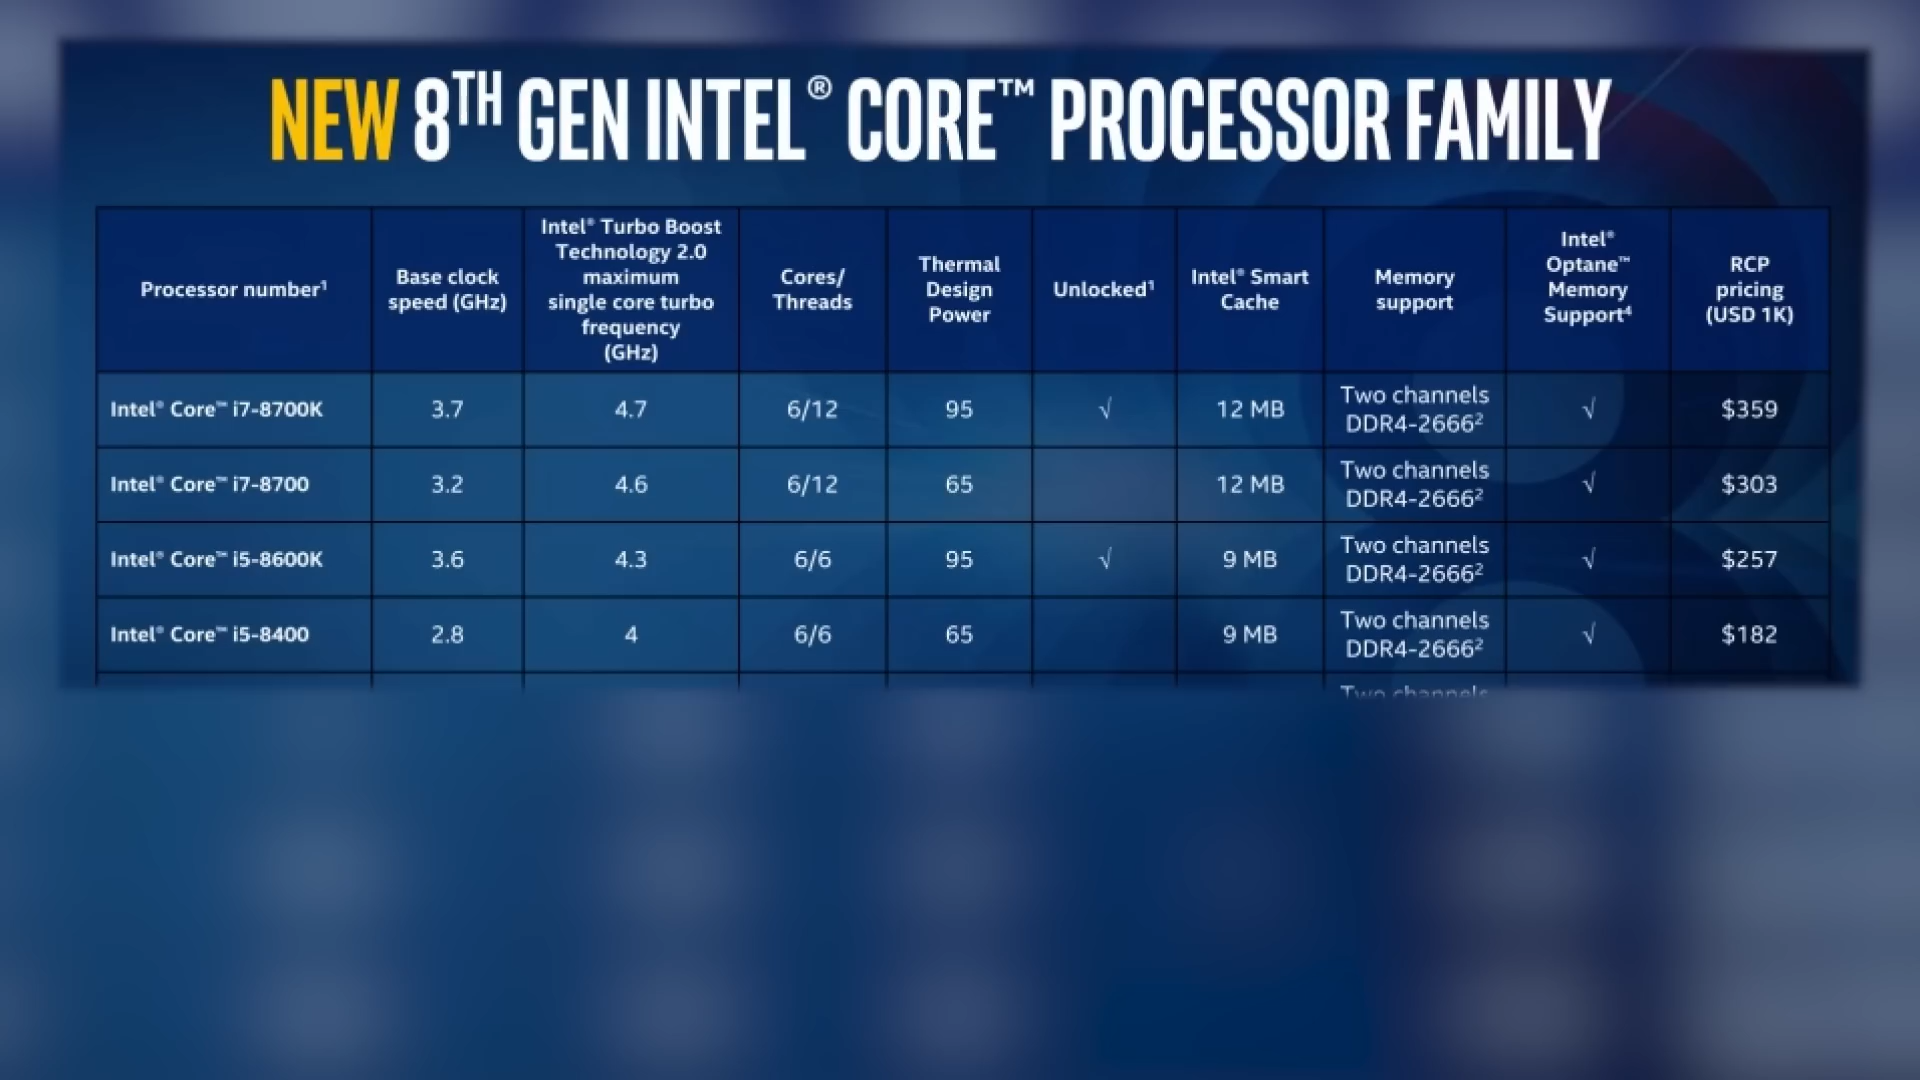 NEW 8TH GEN INTEL® CORE™ PROCESSOR FAMILY
Processor number¹
Base clock
speed (GHz)
Intel® Turbo Boost
Technology 2.0
maximum
single core turbo
frequency
(GHz)
Cores/
Threads
Thermal
Design
Power
Unlocked¹
Intel® Smart
Cache
Memory
support
Intel®
Optane™
Memory
Support⁴
RCP
pricing
(USD 1K)
Intel® Core™ i7-8700K 3.7 4.7 6/12 95 √ 12 MB Two channels
DDR4-2666² √ $359
Intel® Core™ i7-8700 3.2 4.6 6/12 65 12 MB Two channels
DDR4-2666² √ $303
Intel® Core™ i5-8600K 3.6 4.3 6/6 95 √ 9 MB Two channels
DDR4-2666² √ $257
Intel® Core™ i5-8400 2.8 4 6/6 65 9 MB Two channels
DDR4-2666² √ $182
Two channels